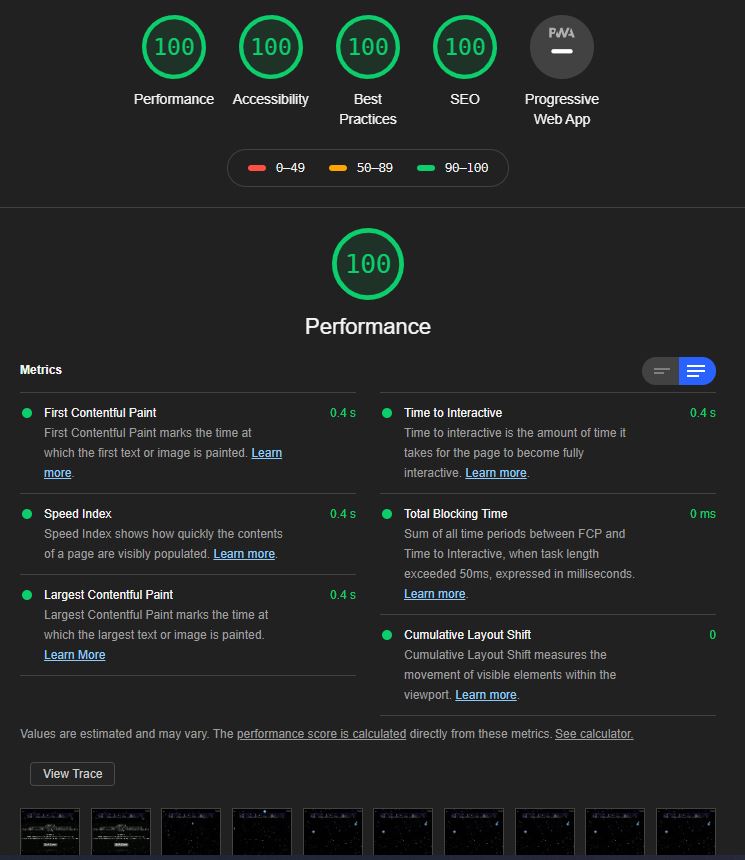 100 100 100 100 PWA
Performance Accessibility Best Practices SEO Progressive Web App
0–49 50–89 90–100
100
Performance
Metrics
First Contentful Paint 0.4 s
First Contentful Paint marks the time at
which the first text or image is painted. Learn
more.
Speed Index 0.4 s
Speed Index shows how quickly the contents
of a page are visibly populated. Learn more.
Largest Contentful Paint 0.4 s
Largest Contentful Paint marks the time at
which the largest text or image is painted.
Learn More
Time to Interactive 0.4 s
Time to interactive is the amount of time it
takes for the page to become fully
interactive. Learn more.
Total Blocking Time 0 ms
Sum of all time periods between FCP and
Time to Interactive, when task length
exceeded 50ms, expressed in milliseconds.
Learn more.
Cumulative Layout Shift 0
Cumulative Layout Shift measures the
movement of visible elements within the
viewport. Learn more.
Values are estimated and may vary. The performance score is calculated directly from these metrics. See calculator.
View Trace